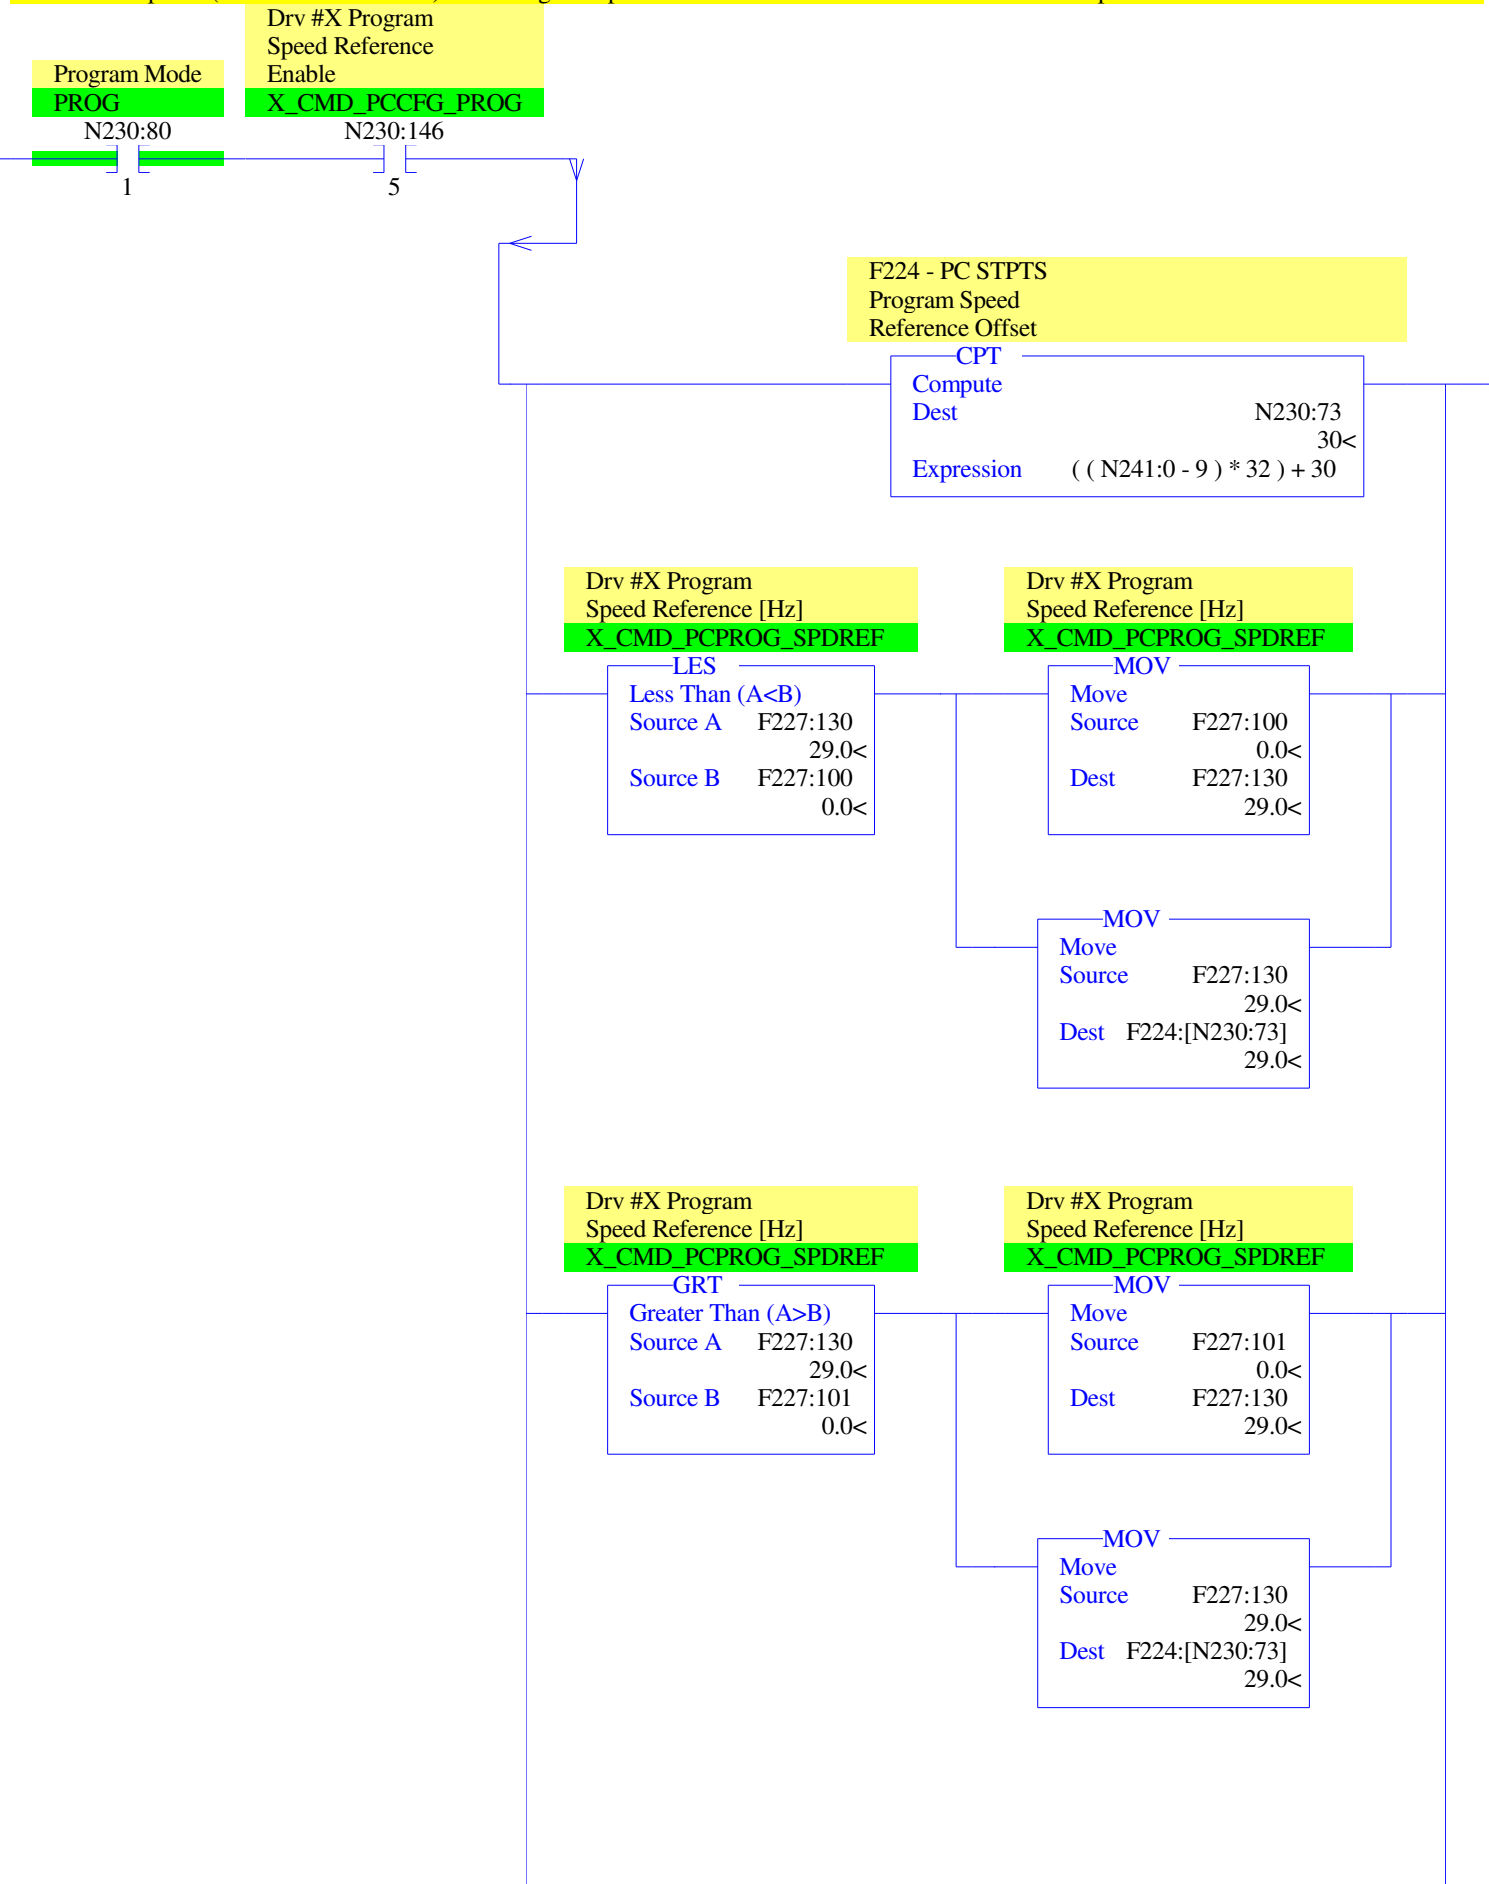 Drv #X Program
Speed Reference
Program Mode Enable
PROG X_CMD_PCCFG_PROG
N230:80 N230:146
1 5
F224 - PC STPTS
Program Speed
Reference Offset
CPT
Compute
Dest N230:73
30<
Expression ( ( N241:0 - 9 ) * 32 ) + 30
Drv #X Program Drv #X Program
Speed Reference [Hz] Speed Reference [Hz]
X_CMD_PCPROG_SPDREF X_CMD_PCPROG_SPDREF
LES MOV
Less Than (A<B) Move
Source A F227:130 Source F227:100
29.0< 0.0<
Source B F227:100 Dest F227:130
0.0< 29.0<
MOV
Move
Source F227:130
29.0<
Dest F224:[N230:73]
29.0<
Drv #X Program Drv #X Program
Speed Reference [Hz] Speed Reference [Hz]
X_CMD_PCPROG_SPDREF X_CMD_PCPROG_SPDREF
GRT MOV
Greater Than (A>B) Move
Source A F227:130 Source F227:101
29.0< 0.0<
Source B F227:101 Dest F227:130
0.0< 29.0<
MOV
Move
Source F227:130
29.0<
Dest F224:[N230:73]
29.0<